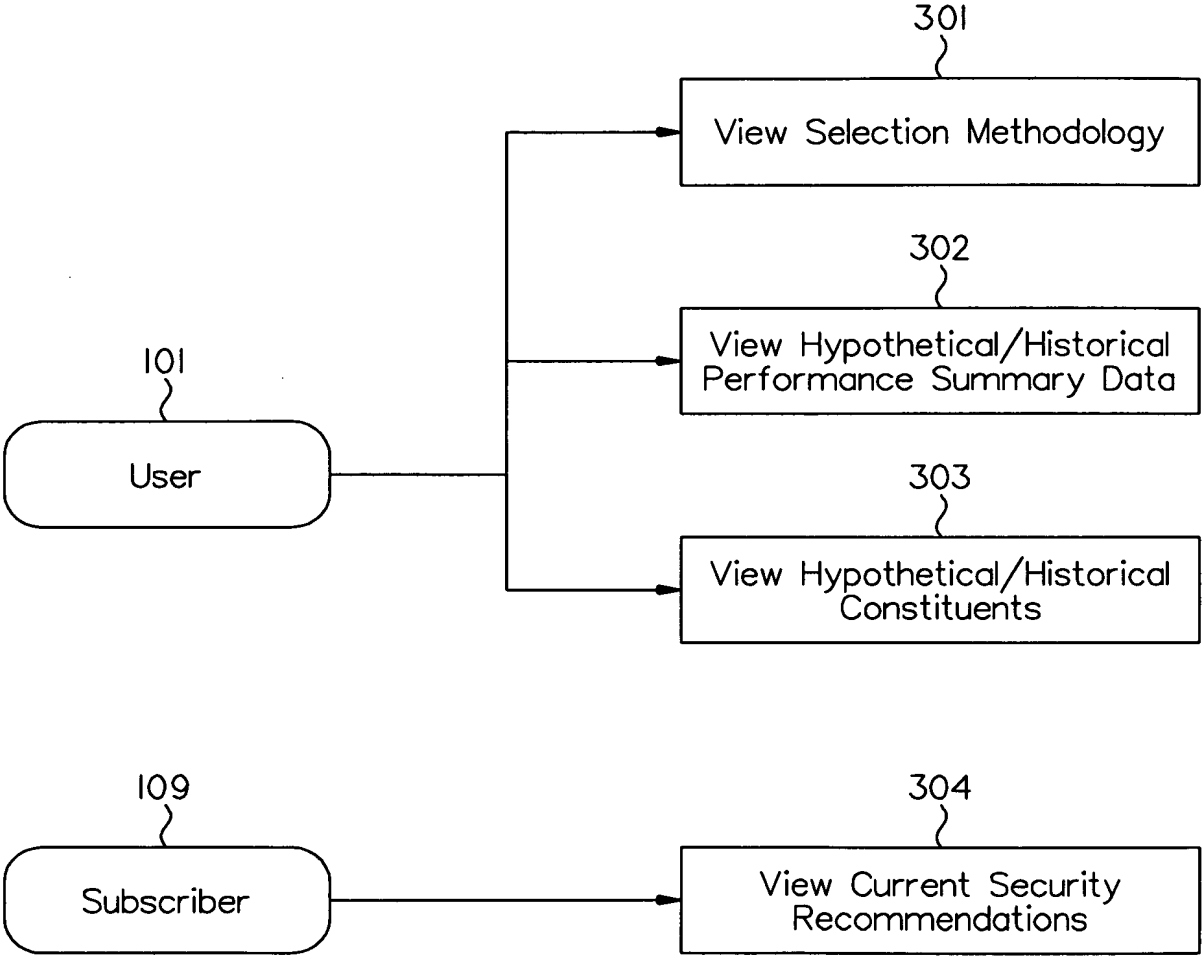 301
View Selection Methodology
302
View Hypothetical/Historical
Performance Summary Data
101
User
303
View Hypothetical/Historical
Constituents
109
Subscriber
304
View Current Security
Recommendations